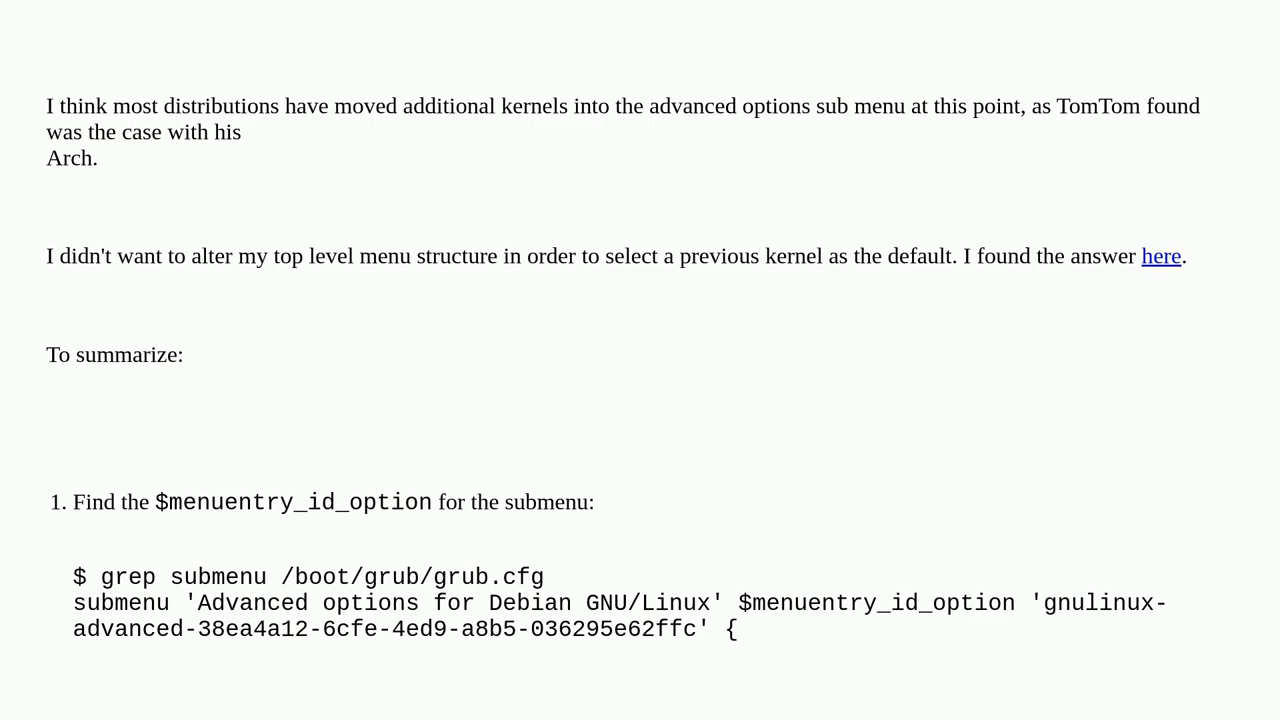 I think most distributions have moved additional kernels into the advanced options sub menu at this point, as TomTom found
was the case with his
Arch.
I didn't want to alter my top level menu structure in order to select a previous kernel as the default. I found the answer here.
To summarize:
1. Find the $menuentry_id_option for the submenu:
$ grep submenu /boot/grub/grub.cfg
submenu 'Advanced options for Debian GNU/Linux' $menuentry_id_option 'gnulinux-
advanced-38ea4a12-6cfe-4ed9-a8b5-036295e62ffc' {